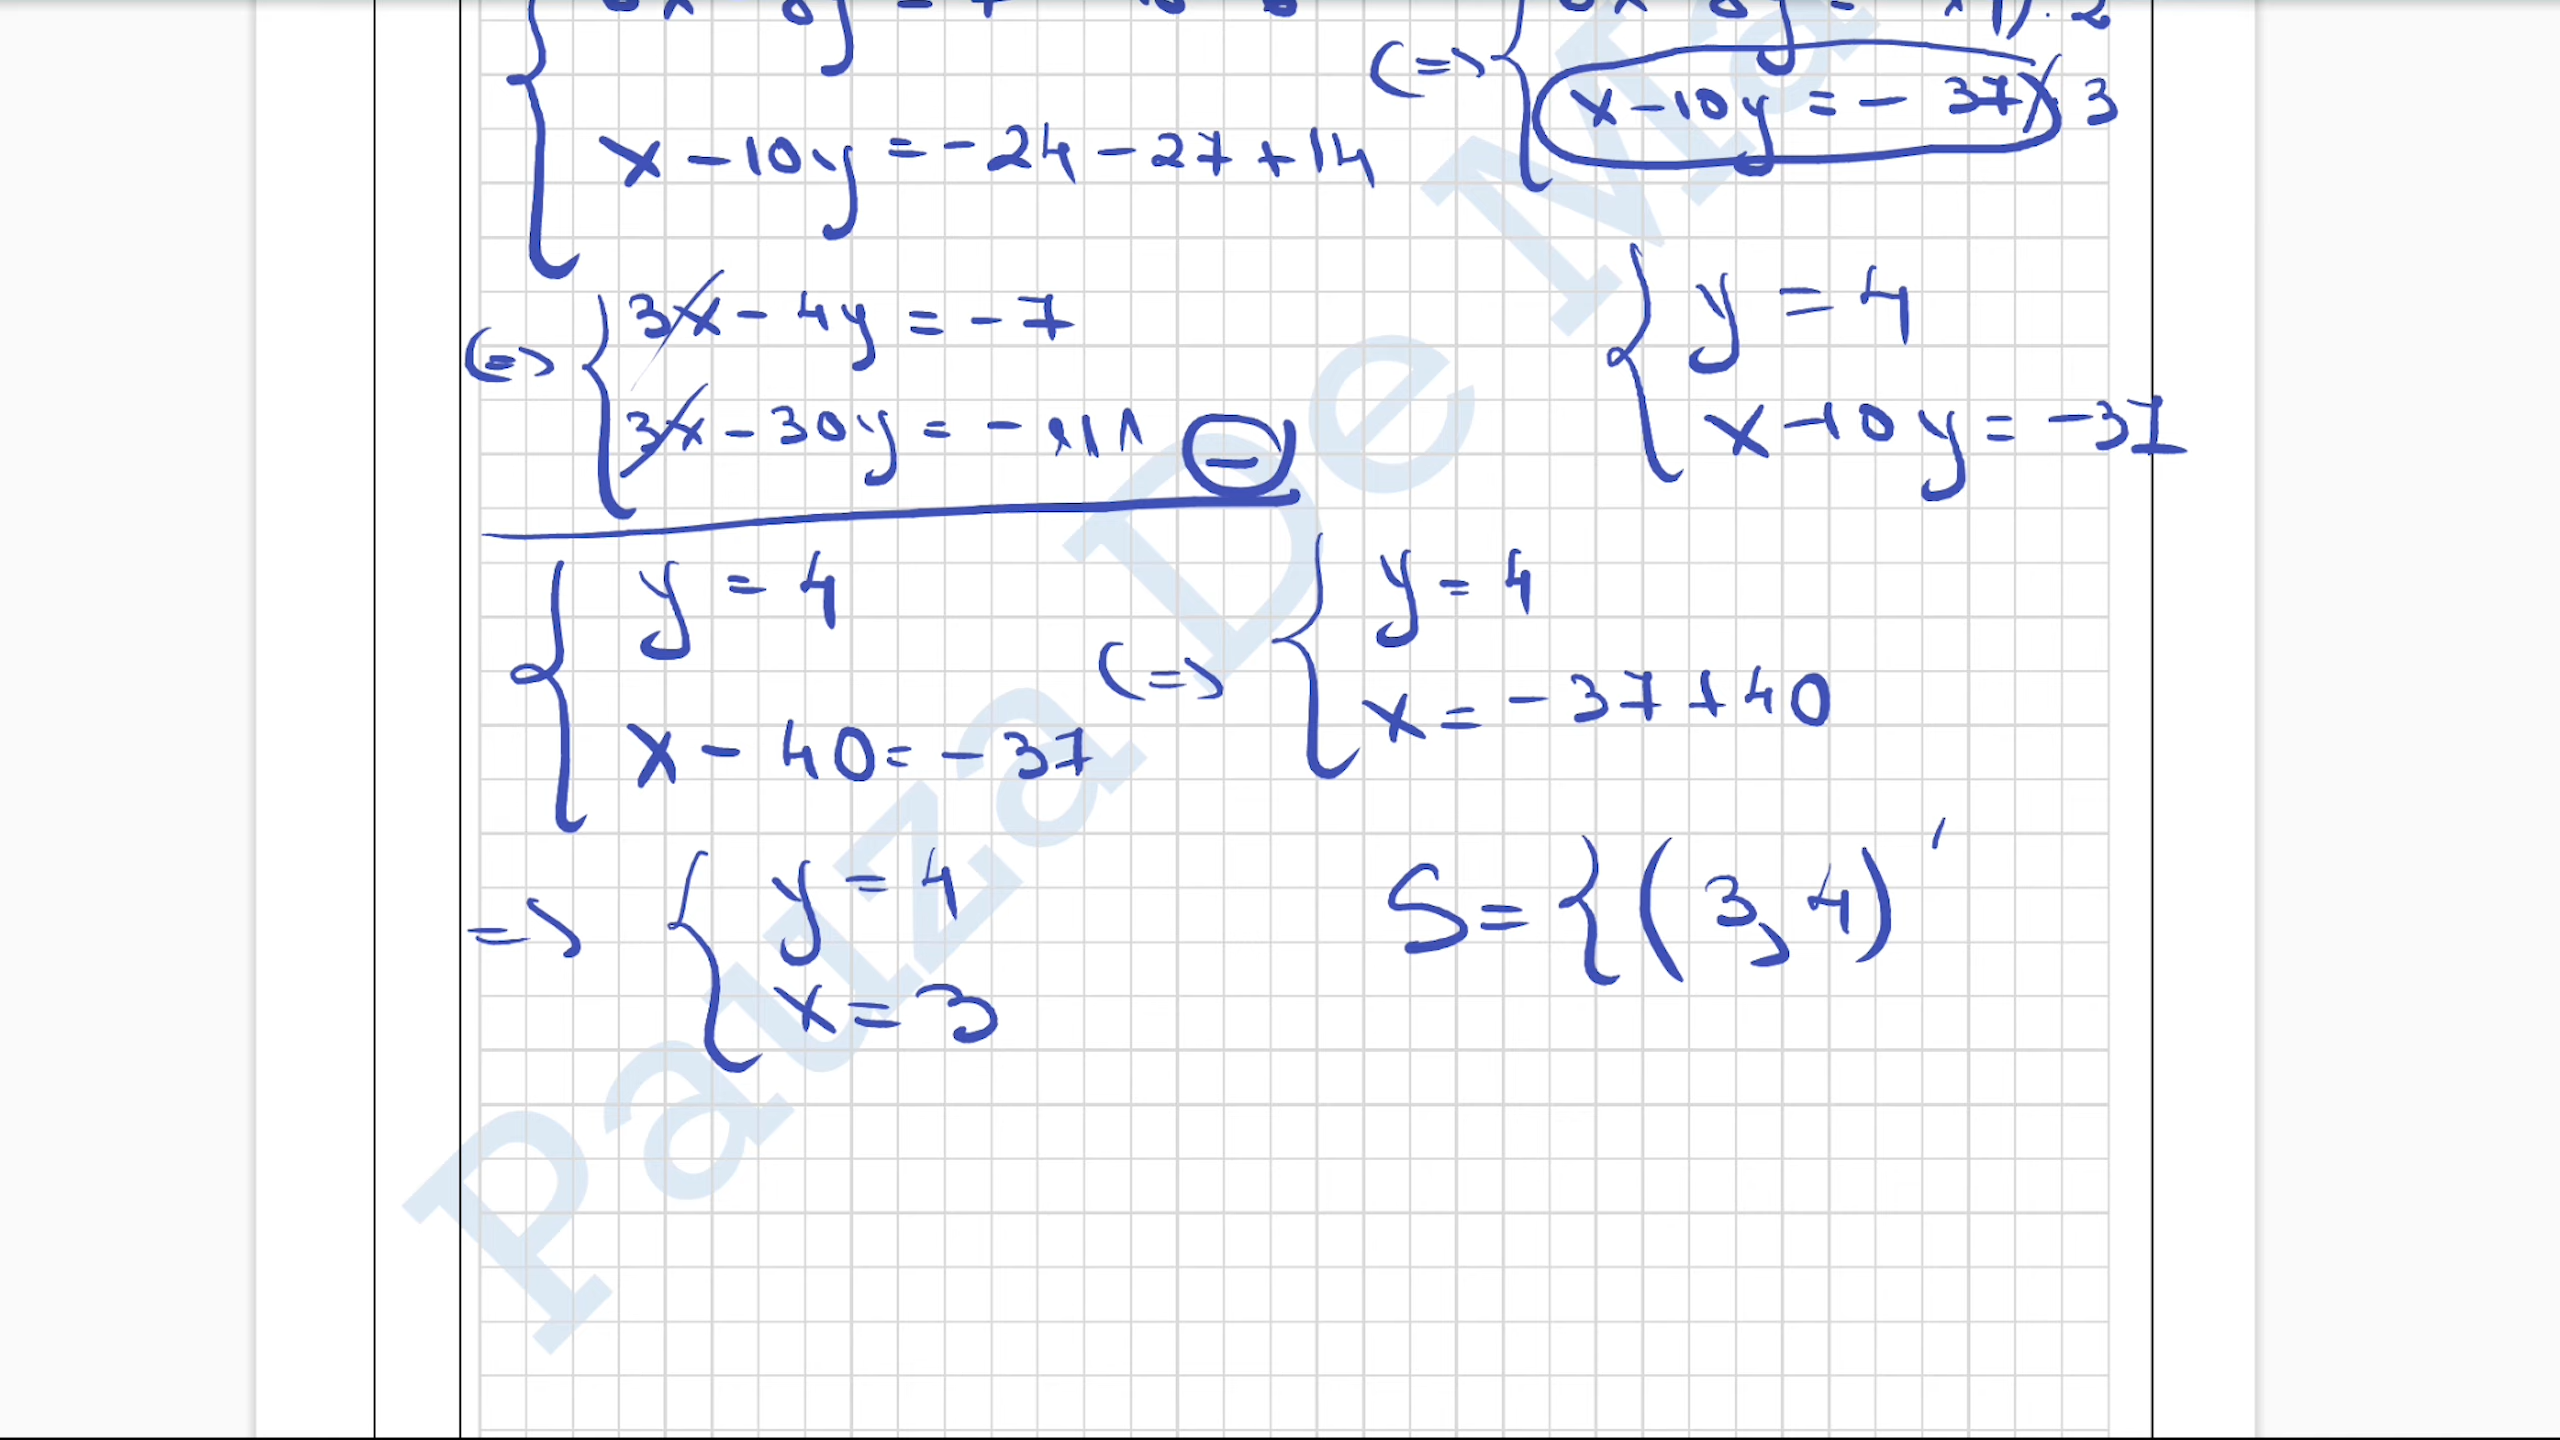 x - 10y = - 24 - 27 + 14
(=> x - 10y = - 37) 3
(=> { 3x - 4y = - 7
3x - 30y = - 111 (-)
{ y = 4
x - 10y = - 37
{ y = 4
x - 40 = - 37
(=> { y = 4
x = - 37 + 40
=> { y = 4
x = 3
S = { (3, 4)
Pauza De Ma